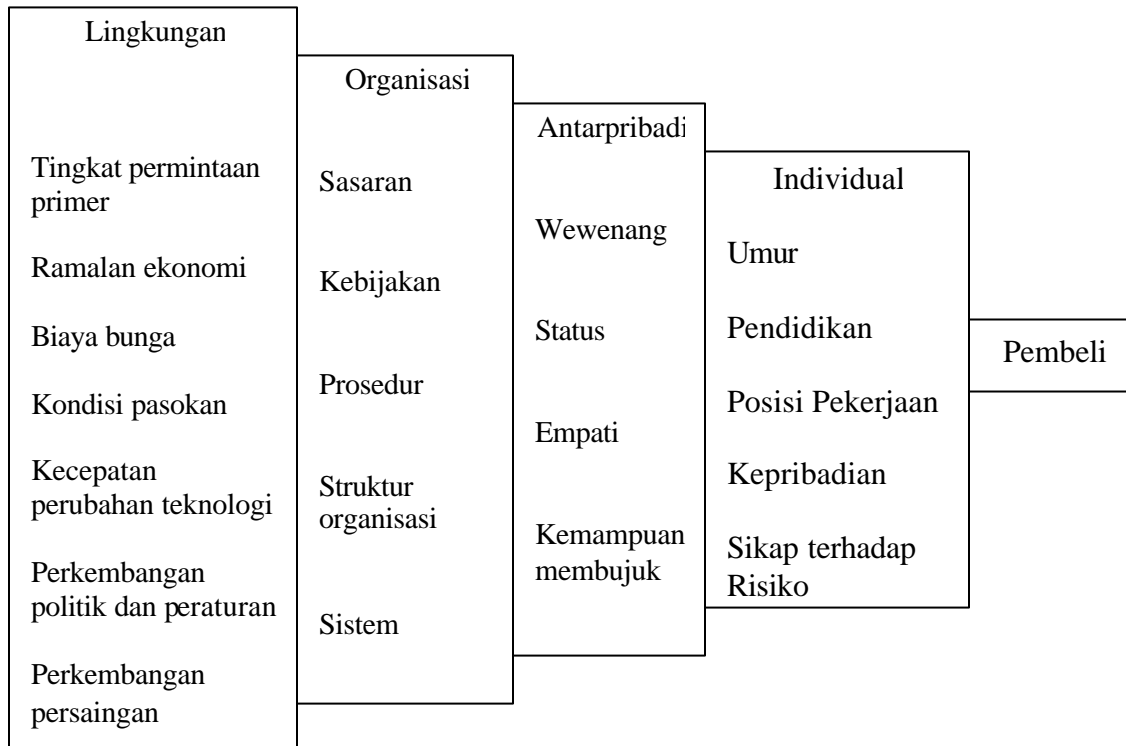 Lingkungan
Tingkat permintaan
primer
Ramalan ekonomi
Biaya bunga
Kondisi pasokan
Kecepatan
perubahan teknologi
Perkembangan
politik dan peraturan
Perkembangan
persaingan
Organisasi
Sasaran
Kebijakan
Prosedur
Struktur
organisasi
Sistem
Antarpribadi
Wewenang
Status
Empati
Kemampuan
membujuk
Individual
Umur
Pendidikan
Posisi Pekerjaan
Kepribadian
Sikap terhadap
Risiko
Pembeli